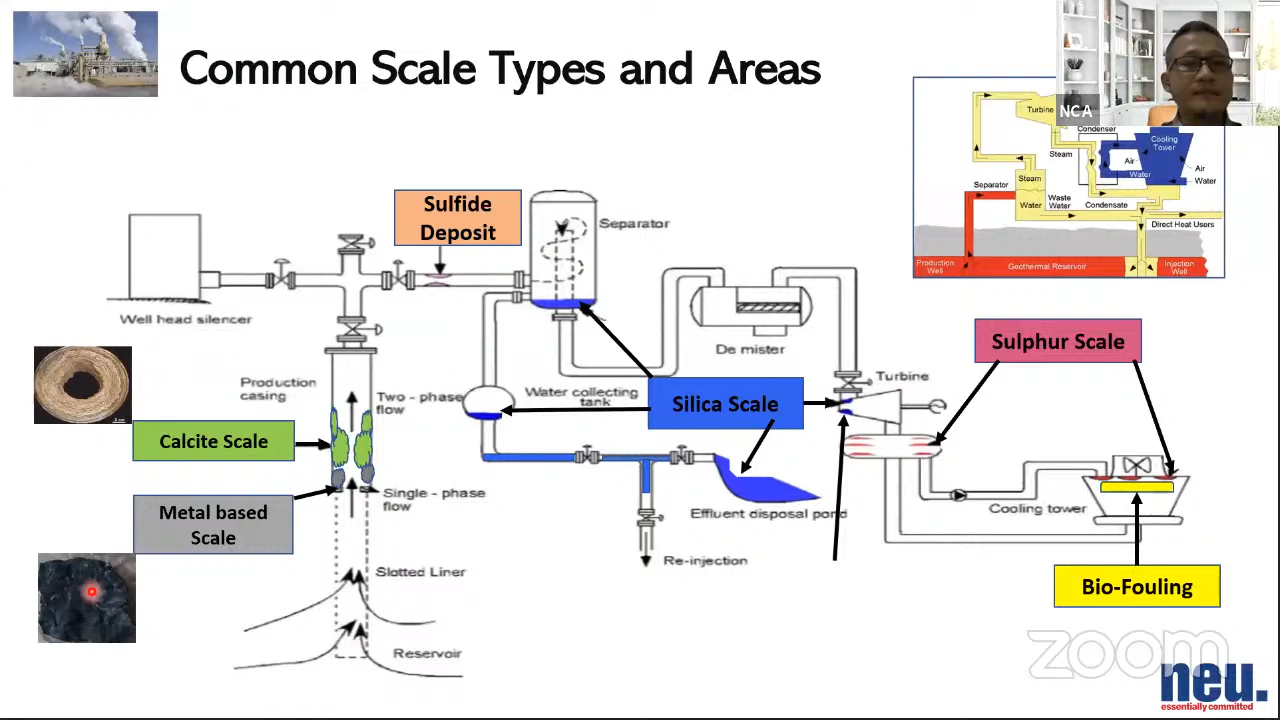 Common Scale Types and Areas
NCA
Turbine
Condenser
Cooling
Tower
Steam
Air
Air
Water
Water
Separator
Steam
Water
Waste
Water
Condensate
Direct Heat Users
Production
Well
Geothermal Reservoir
Injection
Well
Sulfide
Deposit
Separator
Well head silencer
De mister
Sulphur Scale
Production
casing
Two - phase
flow
Water collecting
tank
Silica Scale
Turbine
Calcite Scale
Metal based
Scale
Single - phase
flow
Effluent disposal pond
Cooling tower
Re-injection
Slotted Liner
Bio-Fouling
Reservoir
zoom
neu.
essentially committed